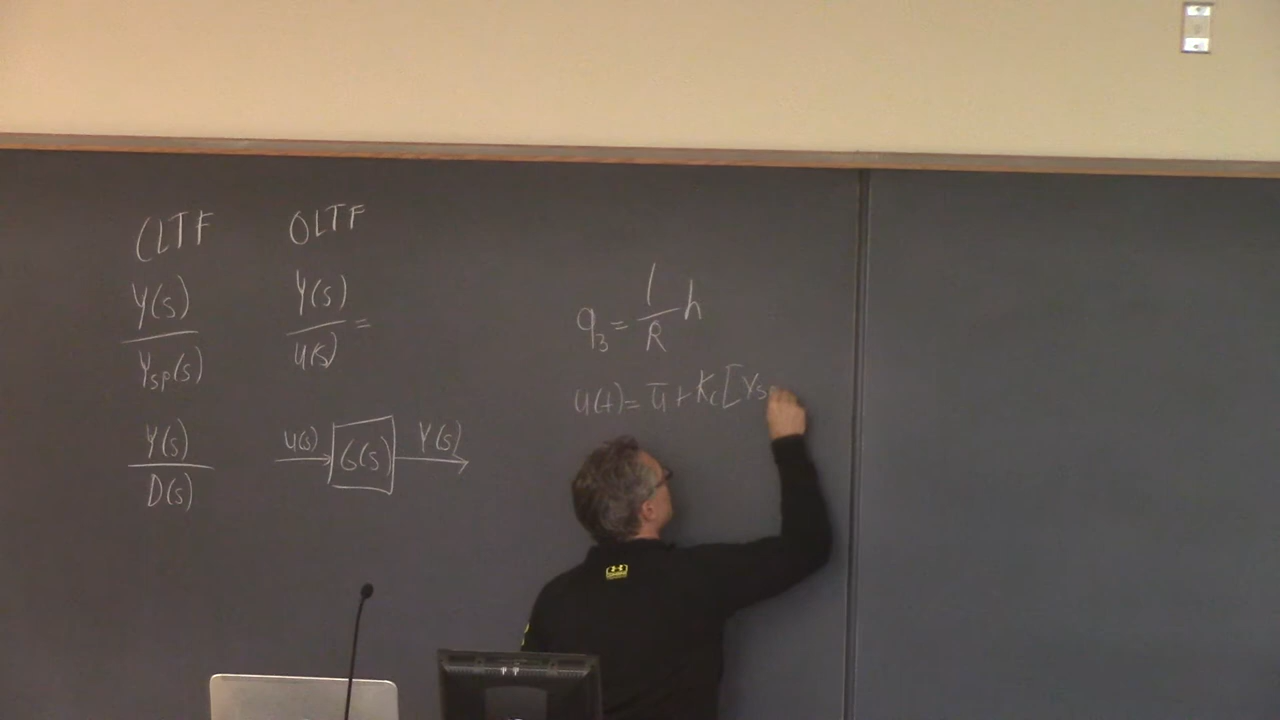 CLTF OLTF
Y(s) / Ysp(s)
Y(s) / U(s) =
Y(s) / D(s)
U(s) G(s) Y(s)
q3 = 1/R h
u(t) = ū + Kc [Ys